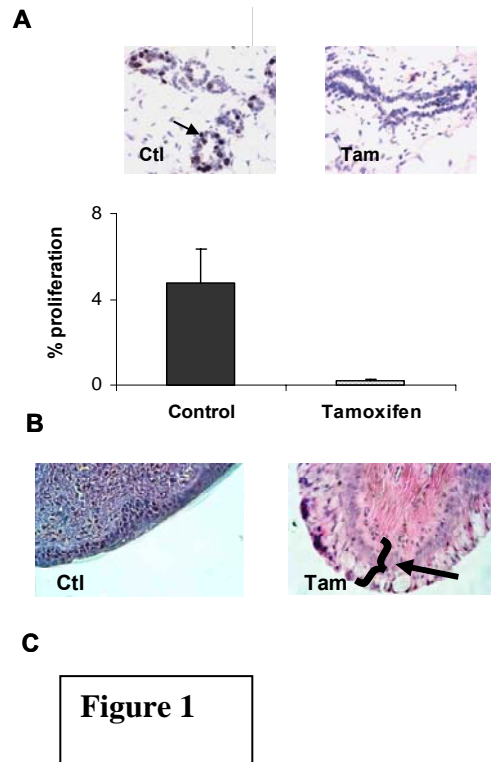 A
Ctl
Tam
% proliferation
8
4
0
Control
Tamoxifen
B
Ctl
Tam
C
Figure 1